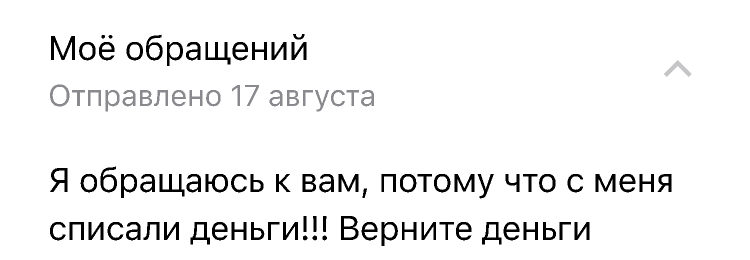 Моё обращений
Отправлено 17 августа
Я обращаюсь к вам, потому что с меня
списали деньги!!! Верните деньги